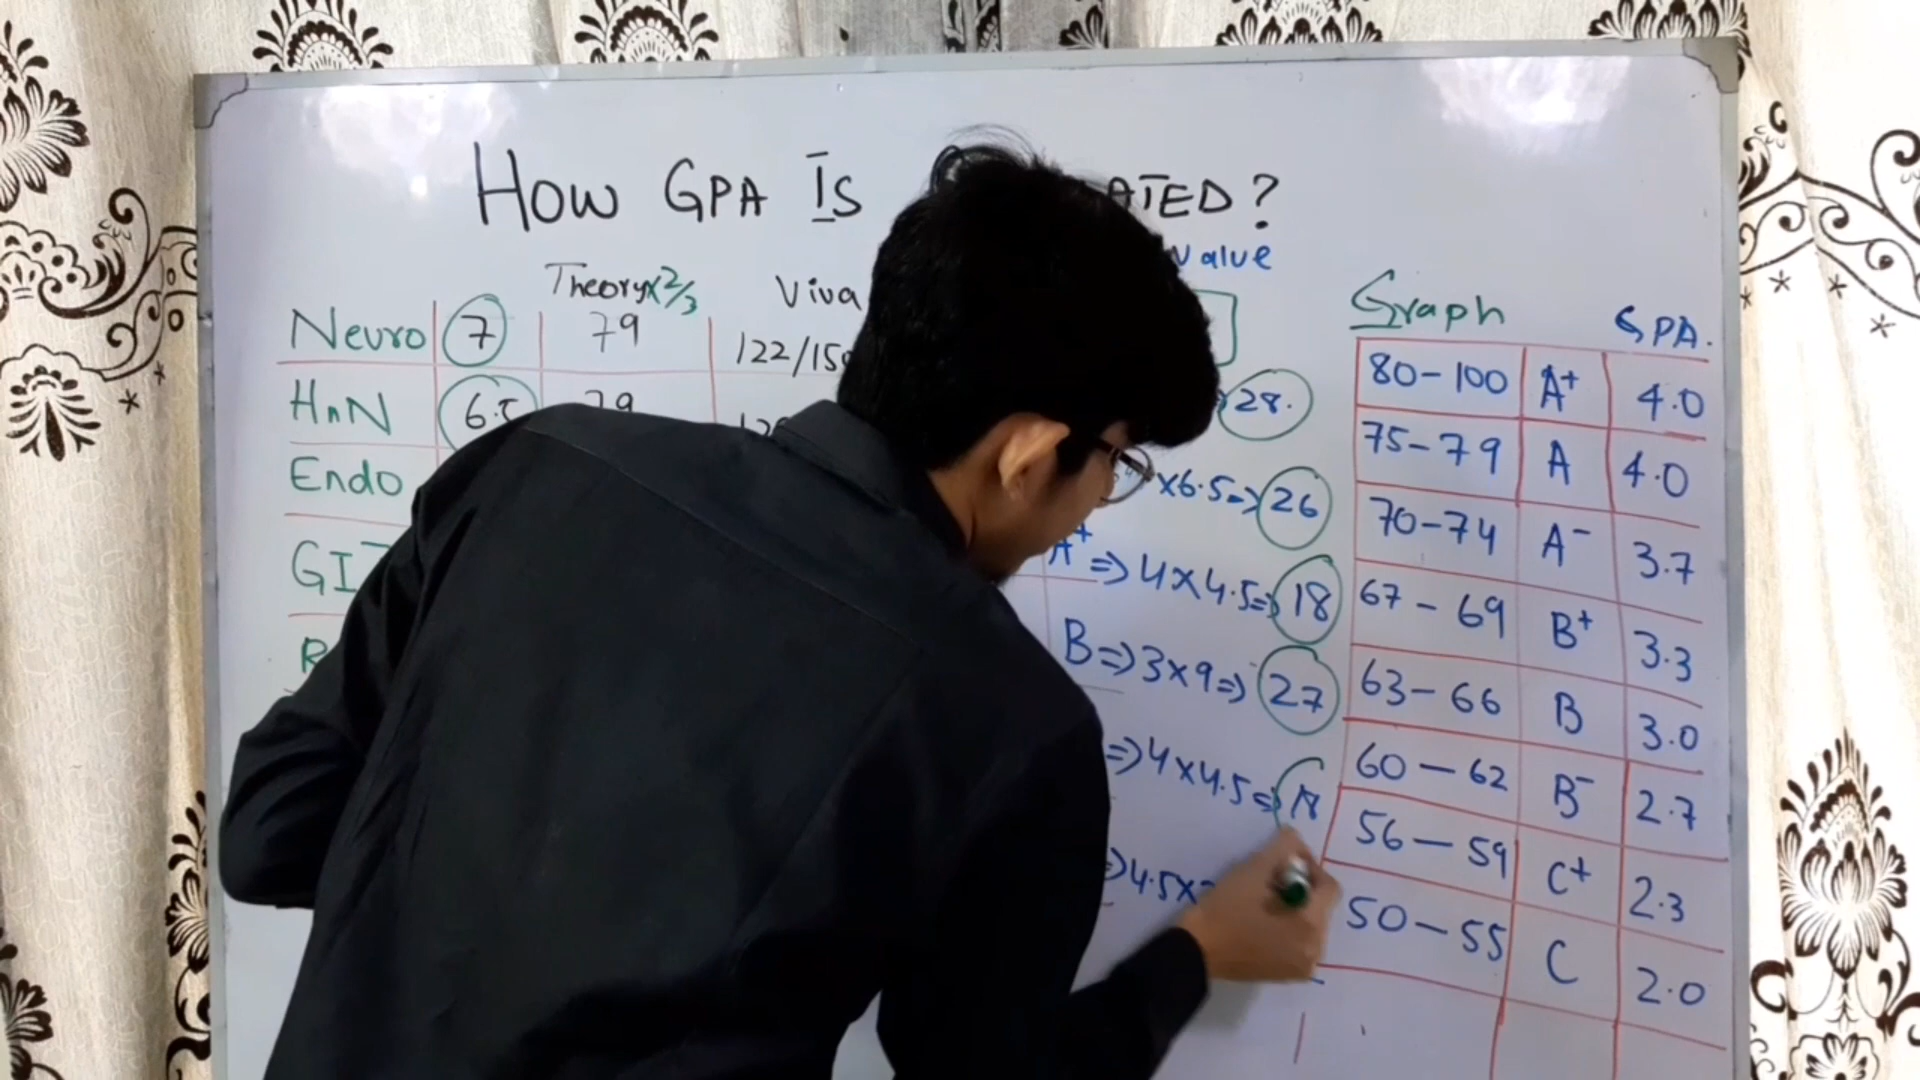 HOW GPA IS ATED?
Value
Theory x 2/3
Viva
Neuro 7 79 122/150
28.
HnN 6.5 79
x6.5=> 26
Endo
A+ => 4x4.5=> 18
GI
B=>3x9=> 27
=>4x4.5=> 18
=>4.5x
Graph GPA.
80-100 A+ 4.0
75-79 A 4.0
70-74 A- 3.7
67-69 B+ 3.3
63-66 B 3.0
60-62 B- 2.7
56-59 C+ 2.3
50-55 C 2.0